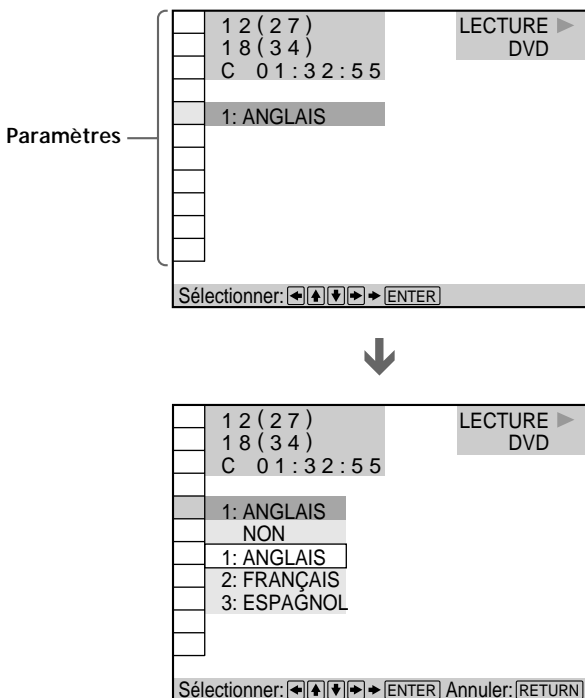 12(27)
18(34)
C 01:32:55
LECTURE ▶
DVD
1: ANGLAIS
Paramètres
Sélectionner: ←↑↓→ → ENTER
12(27)
18(34)
C 01:32:55
LECTURE ▶
DVD
1: ANGLAIS
NON
1: ANGLAIS
2: FRANÇAIS
3: ESPAGNOL
Sélectionner: ←↑↓→ → ENTER Annuler: RETURN